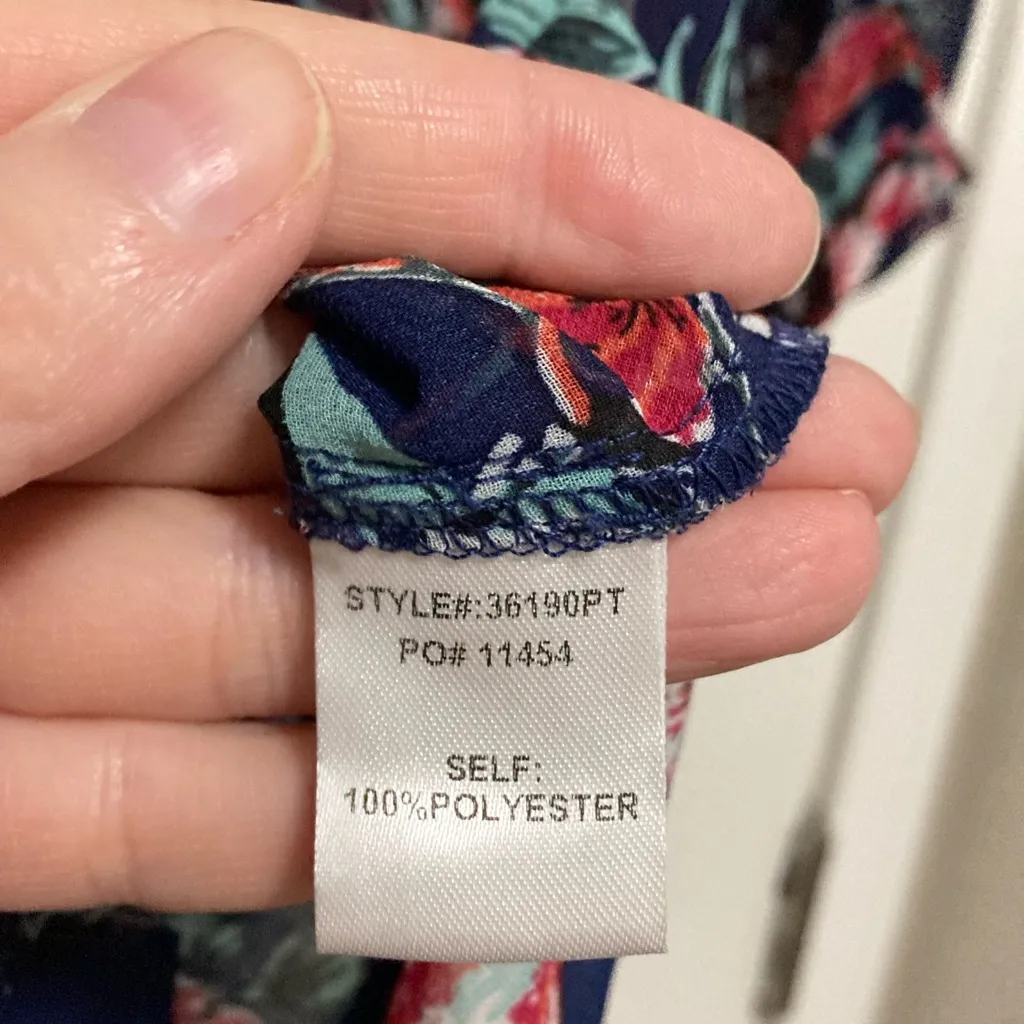 STYLE#:36190PT
PO# 11454
SELF:
100%POLYESTER